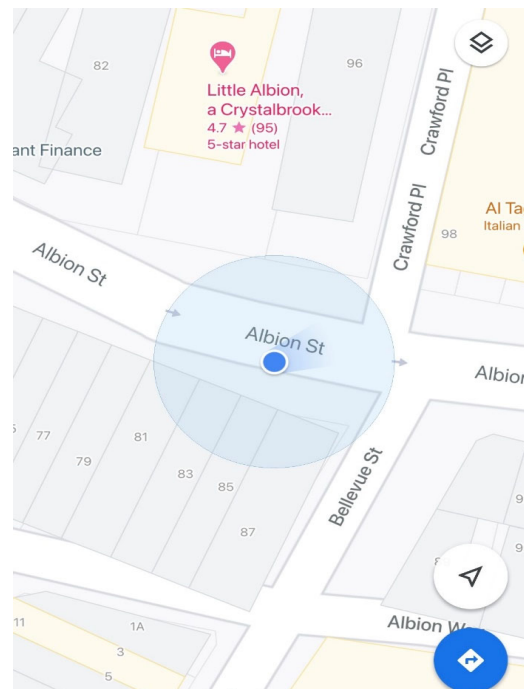 82
96
Little Albion,
a Crystalbrook...
4.7 ★ (95)
5-star hotel
ant Finance
Crawford Pl
Crawford Pl
Al Ta
Italian
98
Albion St
Albion St
Albion
77
79
81
83
85
87
Bellevue St
9
9
Albion W
11
1A
3
5